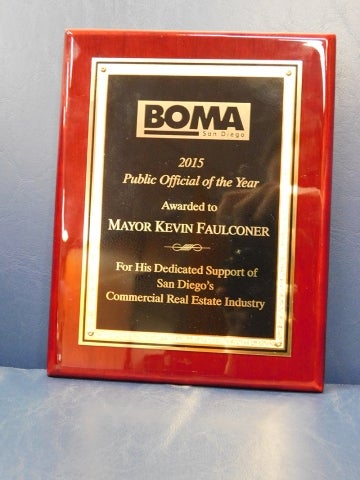 BOMA
San Diego
2015
Public Official of the Year
Awarded to
MAYOR KEVIN FAULCONER
For His Dedicated Support of
San Diego's
Commercial Real Estate Industry